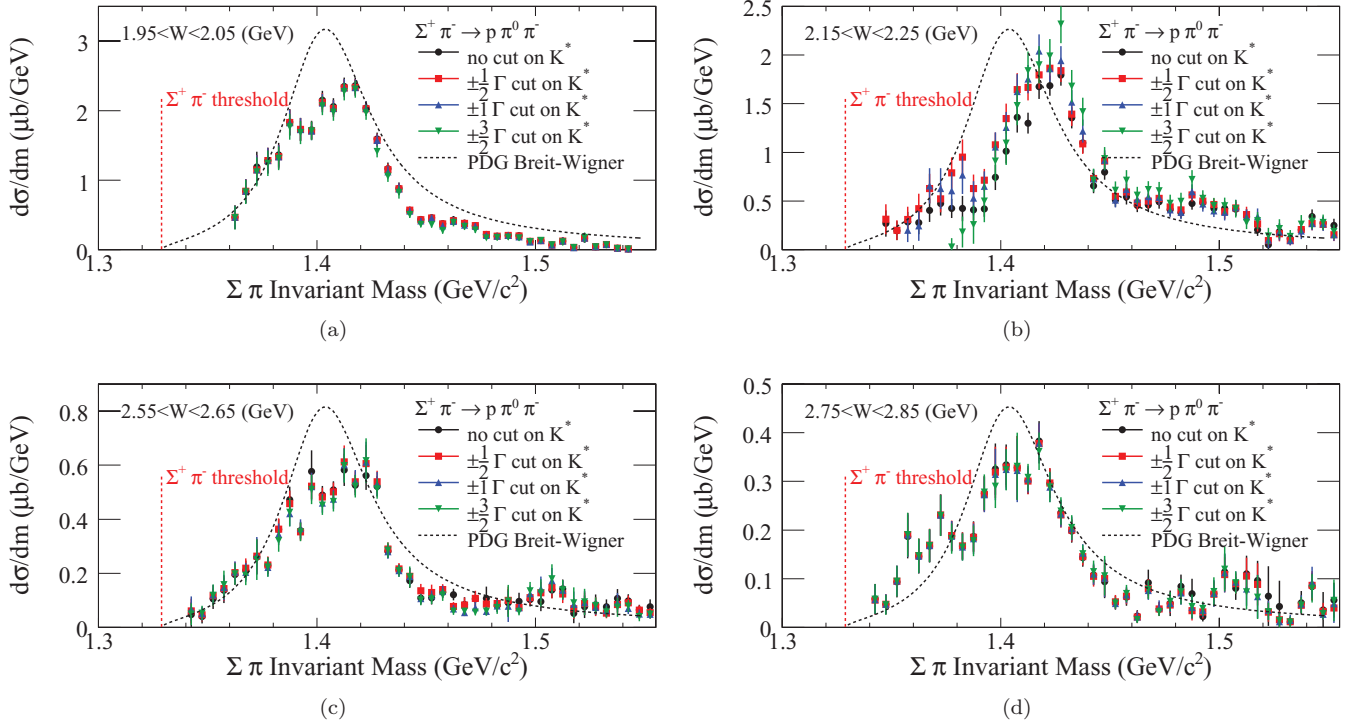 (a)
1.95<W<2.05 (GeV)
Σ⁺ π⁻ → p π⁰ π⁻
no cut on K*
±1/2 Γ cut on K*
±1 Γ cut on K*
±3/2 Γ cut on K*
PDG Breit-Wigner
Σ⁺ π⁻ threshold
dσ/dm (μb/GeV)
3
2
1
0
1.3 1.4 1.5
Σ π Invariant Mass (GeV/c²)
(a)
(b)
2.15<W<2.25 (GeV)
Σ⁺ π⁻ → p π⁰ π⁻
no cut on K*
±1/2 Γ cut on K*
±1 Γ cut on K*
±3/2 Γ cut on K*
PDG Breit-Wigner
Σ⁺ π⁻ threshold
dσ/dm (μb/GeV)
2.5
2
1.5
1
0.5
0
1.3 1.4 1.5
Σ π Invariant Mass (GeV/c²)
(b)
2.55<W<2.65 (GeV)
Σ⁺ π⁻ → p π⁰ π⁻
no cut on K*
±1/2 Γ cut on K*
±1 Γ cut on K*
±3/2 Γ cut on K*
PDG Breit-Wigner
Σ⁺ π⁻ threshold
dσ/dm (μb/GeV)
0.8
0.6
0.4
0.2
0
1.3 1.4 1.5
Σ π Invariant Mass (GeV/c²)
(c)
2.75<W<2.85 (GeV)
Σ⁺ π⁻ → p π⁰ π⁻
no cut on K*
±1/2 Γ cut on K*
±1 Γ cut on K*
±3/2 Γ cut on K*
PDG Breit-Wigner
Σ⁺ π⁻ threshold
dσ/dm (μb/GeV)
0.5
0.4
0.3
0.2
0.1
0
1.3 1.4 1.5
Σ π Invariant Mass (GeV/c²)
(d)